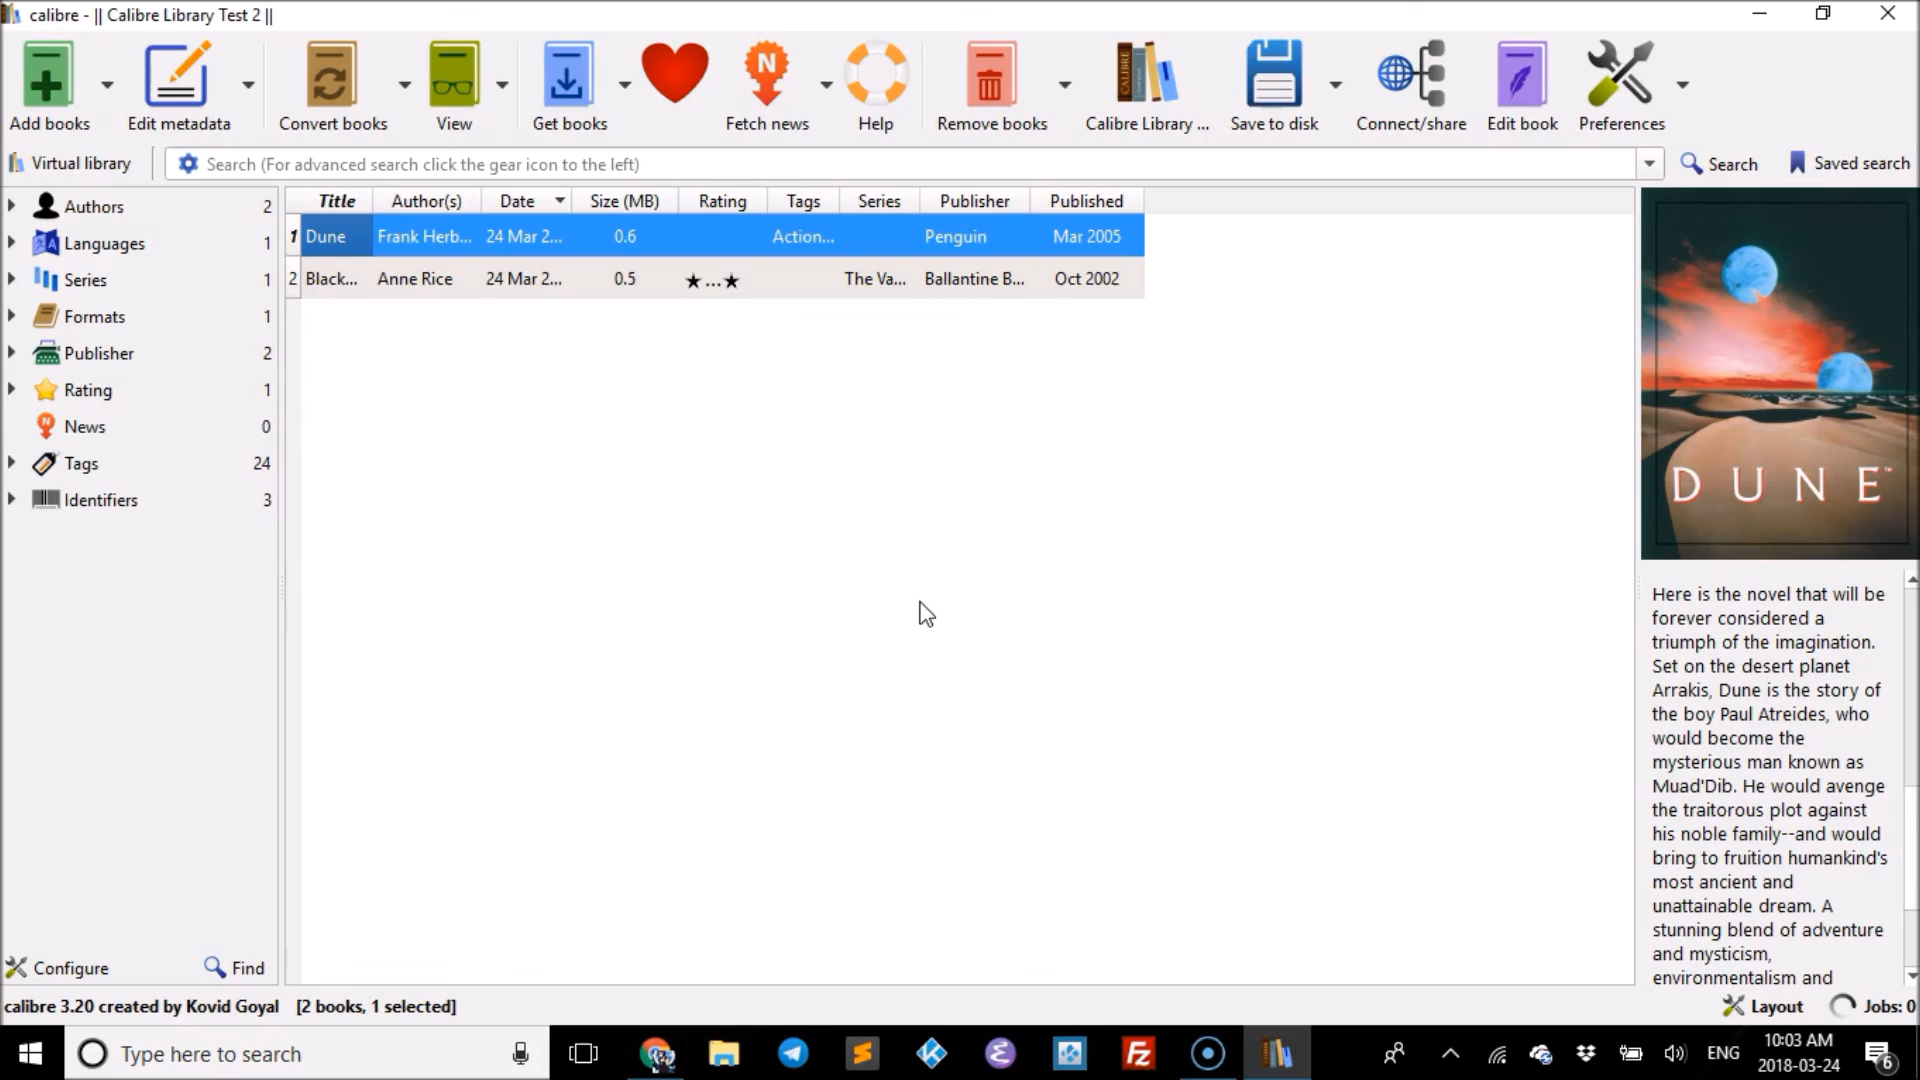 calibre - || Calibre Library Test 2 ||
Add books
Edit metadata
Convert books
View
Get books
Fetch news
Help
Remove books
Calibre Library ...
Save to disk
Connect/share
Edit book
Preferences
Virtual library
Search (For advanced search click the gear icon to the left)
Search
Saved search
Authors 2
Languages 1
Series 1
Formats 1
Publisher 2
Rating 1
News 0
Tags 24
Identifiers 3
Configure
Find
Title Author(s) Date Size (MB) Rating Tags Series Publisher Published
1 Dune Frank Herb... 24 Mar 2... 0.6 Action... Penguin Mar 2005
2 Black... Anne Rice 24 Mar 2... 0.5 ★...★ The Va... Ballantine B... Oct 2002
DUNE™
Here is the novel that will be
forever considered a
triumph of the imagination.
Set on the desert planet
Arrakis, Dune is the story of
the boy Paul Atreides, who
would become the
mysterious man known as
Muad'Dib. He would avenge
the traitorous plot against
his noble family--and would
bring to fruition humankind's
most ancient and
unattainable dream. A
stunning blend of adventure
and mysticism,
environmentalism and
calibre 3.20 created by Kovid Goyal [2 books, 1 selected]
Layout
Jobs: 0
Type here to search
ENG
10:03 AM
2018-03-24
6